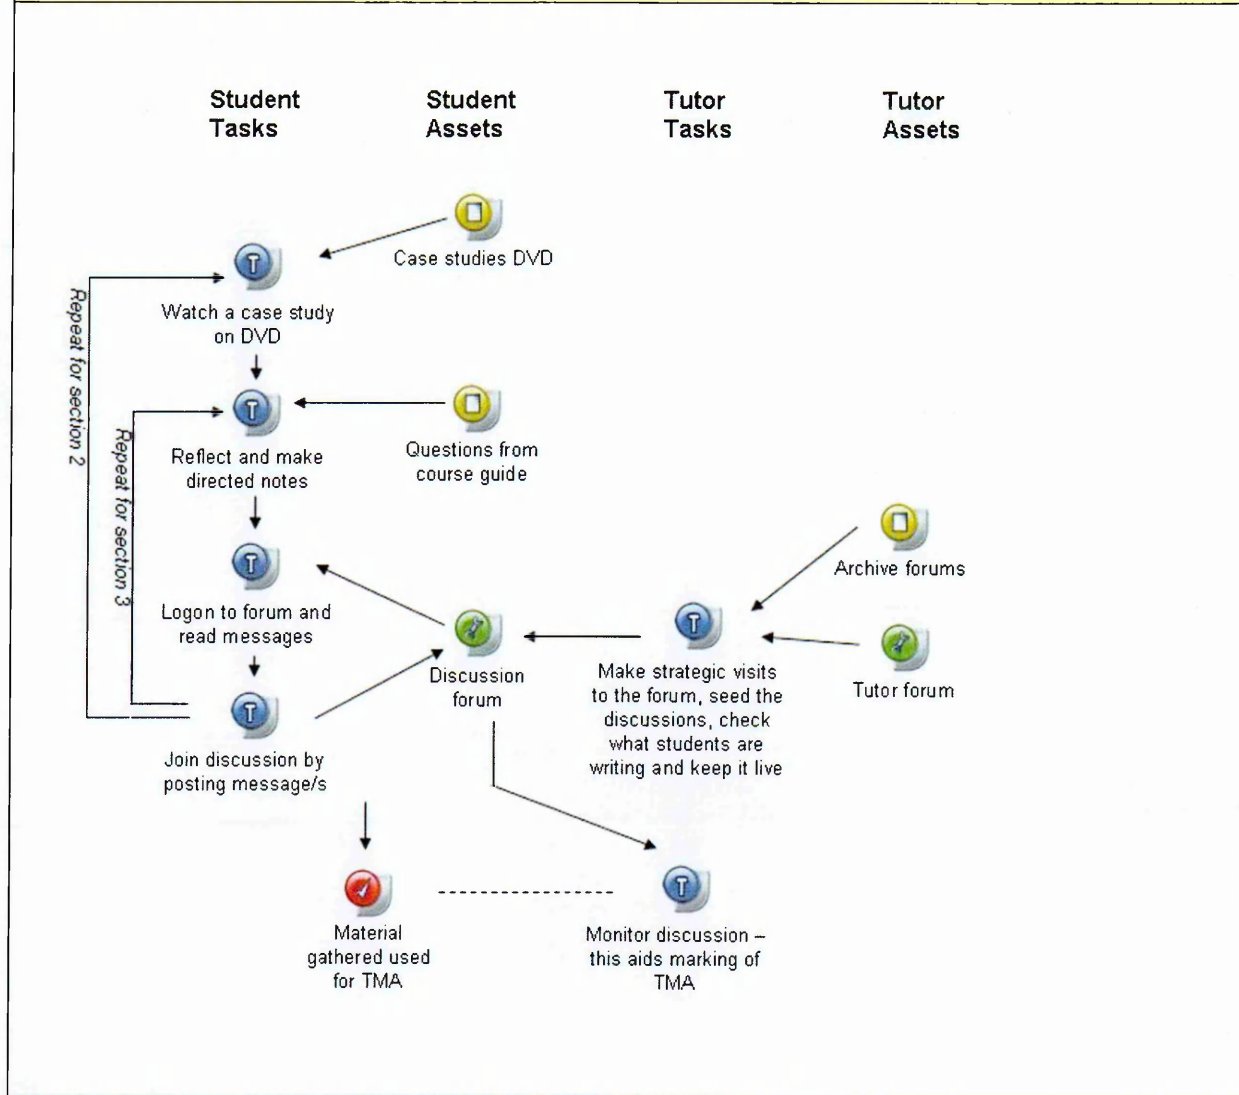 Student
Tasks
Student
Assets
Tutor
Tasks
Tutor
Assets
Case studies DVD
Watch a case study
on DVD
Repeat for section 2
Reflect and make
directed notes
Questions from
course guide
Repeat for section 3
Archive forums
Logon to forum and
read messages
Discussion
forum
Make strategic visits
to the forum, seed the
discussions, check
what students are
writing and keep it live
Tutor forum
Join discussion by
posting message/s
Material
gathered used
for TMA
Monitor discussion –
this aids marking of
TMA